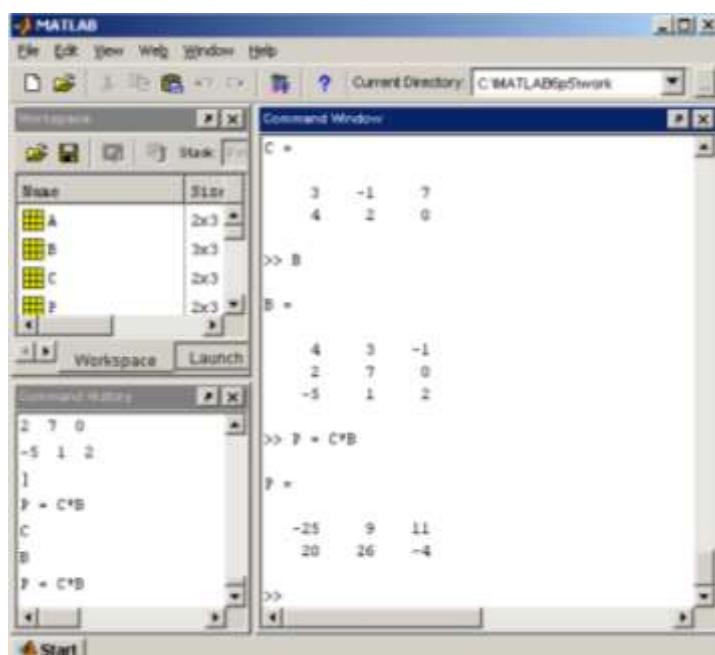 MATLAB
File Edit View Web Window Help
? Current Directory: C:\MATLAB6p5\work ...
Workspace
Stack:
Name Size
A 2x3
B 3x3
C 2x3
P 2x3
Workspace Launch
Command History
2 7 0
-5 1 2
]
P = C*B
C
B
P = C*B
Command Window
C =
3 -1 7
4 2 0
>> B
B =
4 3 -1
2 7 0
-5 1 2
>> P = C*B
P =
-25 9 11
20 26 -4
>>
Start